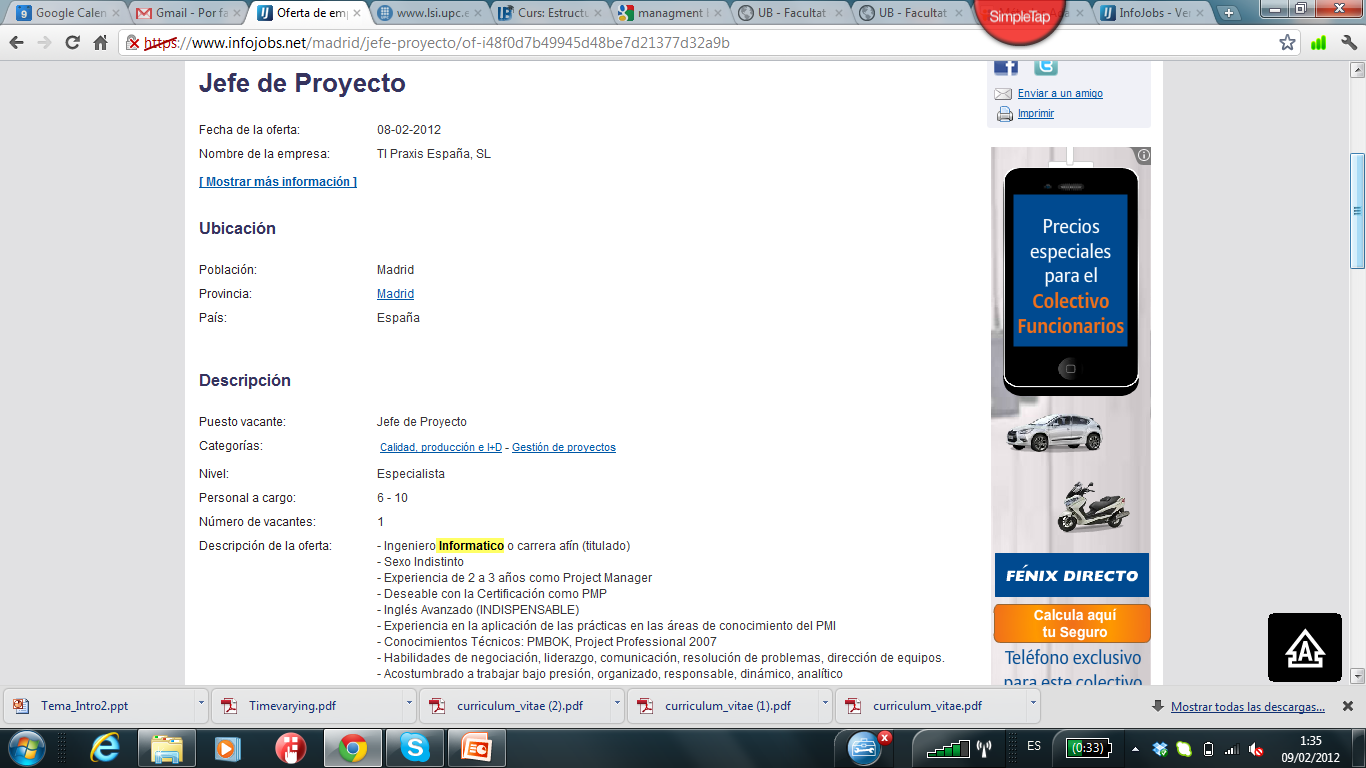 Google Calen
Gmail - Por fa
Oferta de emp
www.lsi.upc.e
Curs: Estructu
managment
UB - Facultat
UB - Facultat
SimpleTap
InfoJobs - Ver
https://www.infojobs.net/madrid/jefe-proyecto/of-i48f0d7b49945d48be7d21377d32a9b
Jefe de Proyecto
Fecha de la oferta: 08-02-2012
Nombre de la empresa: TI Praxis España, SL
[ Mostrar más información ]
Ubicación
Población: Madrid
Provincia: Madrid
País: España
Descripción
Puesto vacante: Jefe de Proyecto
Categorías: Calidad, producción e I+D - Gestión de proyectos
Nivel: Especialista
Personal a cargo: 6 - 10
Número de vacantes: 1
Descripción de la oferta: - Ingeniero Informatico o carrera afín (titulado)
- Sexo Indistinto
- Experiencia de 2 a 3 años como Project Manager
- Deseable con la Certificación como PMP
- Inglés Avanzado (INDISPENSABLE)
- Experiencia en la aplicación de las prácticas en las áreas de conocimiento del PMI
- Conocimientos Técnicos: PMBOK, Project Professional 2007
- Habilidades de negociación, liderazgo, comunicación, resolución de problemas, dirección de equipos.
- Acostumbrado a trabajar bajo presión, organizado, responsable, dinámico, analítico
Enviar a un amigo
Imprimir
Precios
especiales
para el
Colectivo
Funcionarios
FÉNIX DIRECTO
Calcula aquí
tu Seguro
Teléfono exclusivo
para este colectivo
Tema_Intro2.ppt
Timevarying.pdf
curriculum_vitae (2).pdf
curriculum_vitae (1).pdf
curriculum_vitae.pdf
Mostrar todas las descargas...
ES
(0:33)
1:35
09/02/2012